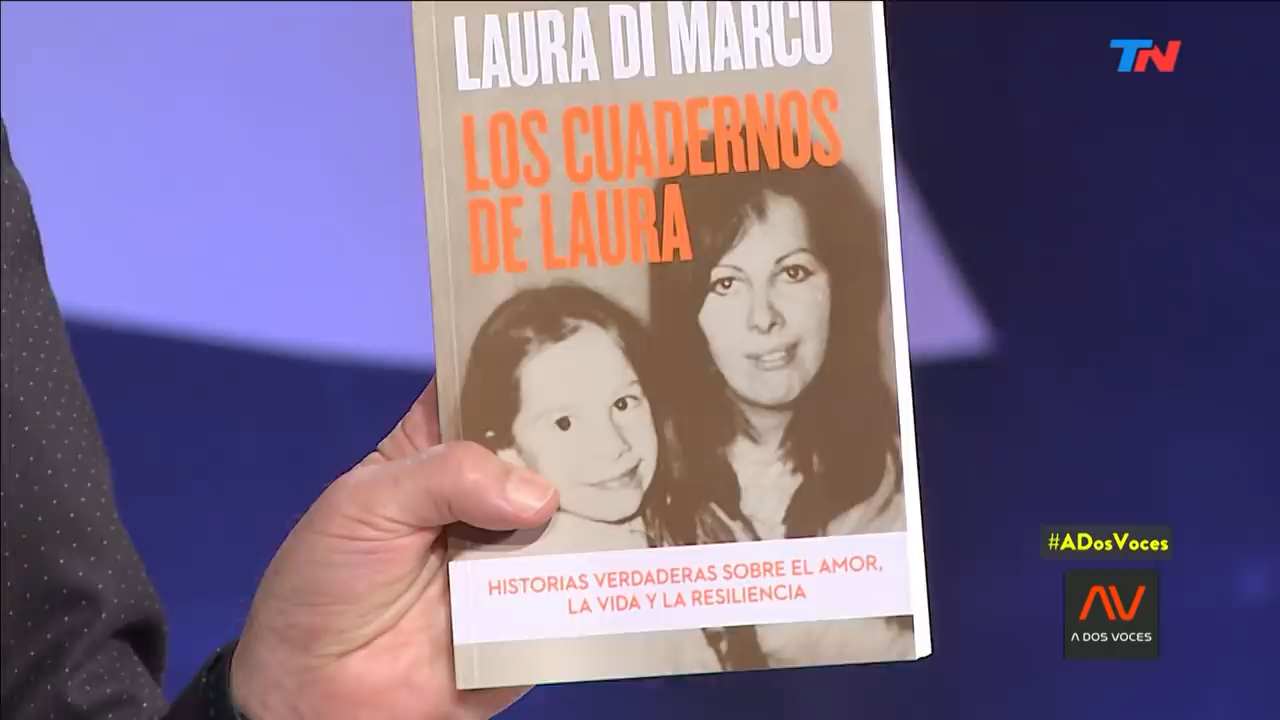 LAURA DI MARCO
LOS CUADERNOS
DE LAURA
HISTORIAS VERDADERAS SOBRE EL AMOR,
LA VIDA Y LA RESILIENCIA
TN
#ADosVoces
AV
A DOS VOCES